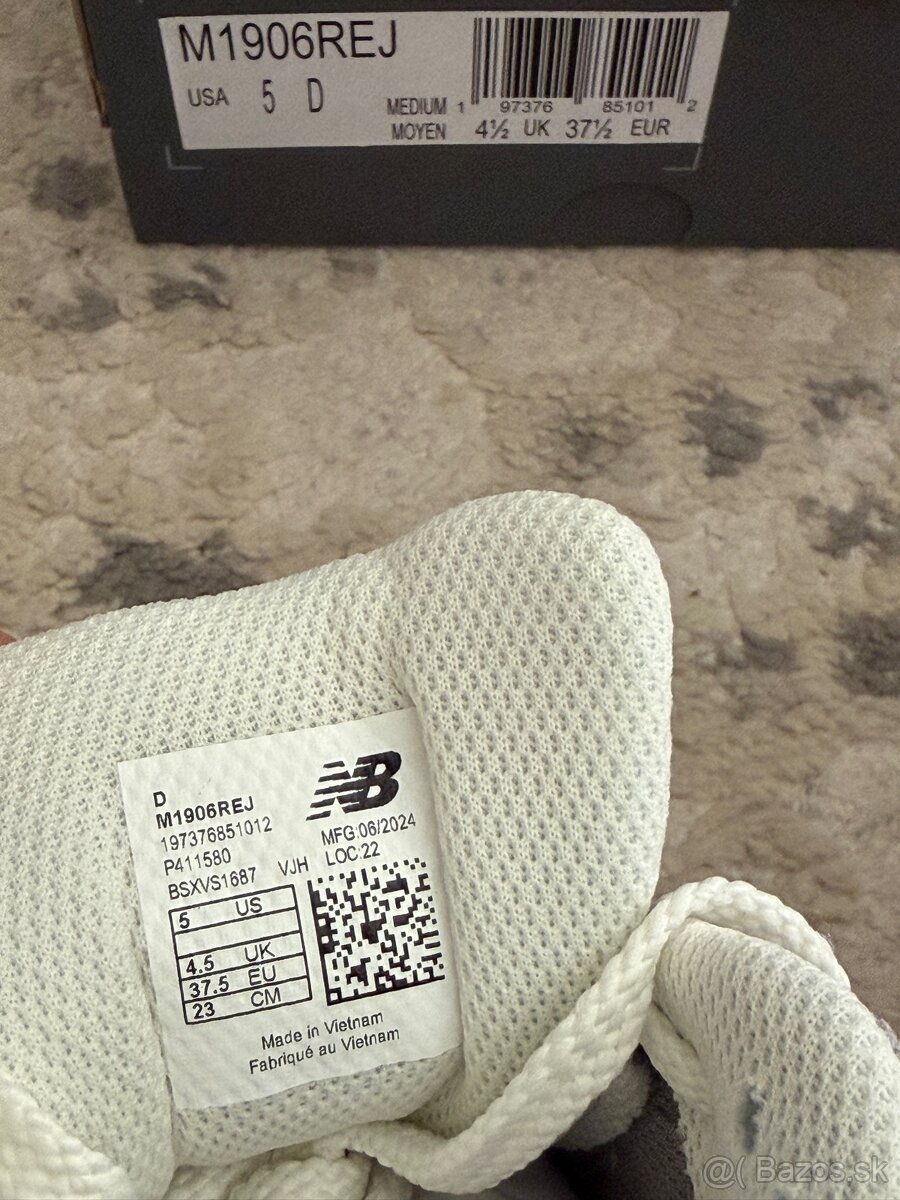 M1906REJ
USA 5 D
MEDIUM 1 97376 85101 2
MOYEN 4½ UK 37½ EUR
NB
D
M1906REJ
197376851012
P411580
BSXVS1687 VJH
MFG:06/2024
LOC:22
5 US
4.5 UK
37.5 EU
23 CM
Made in Vietnam
Fabriqué au Vietnam
@( Bazos.sk